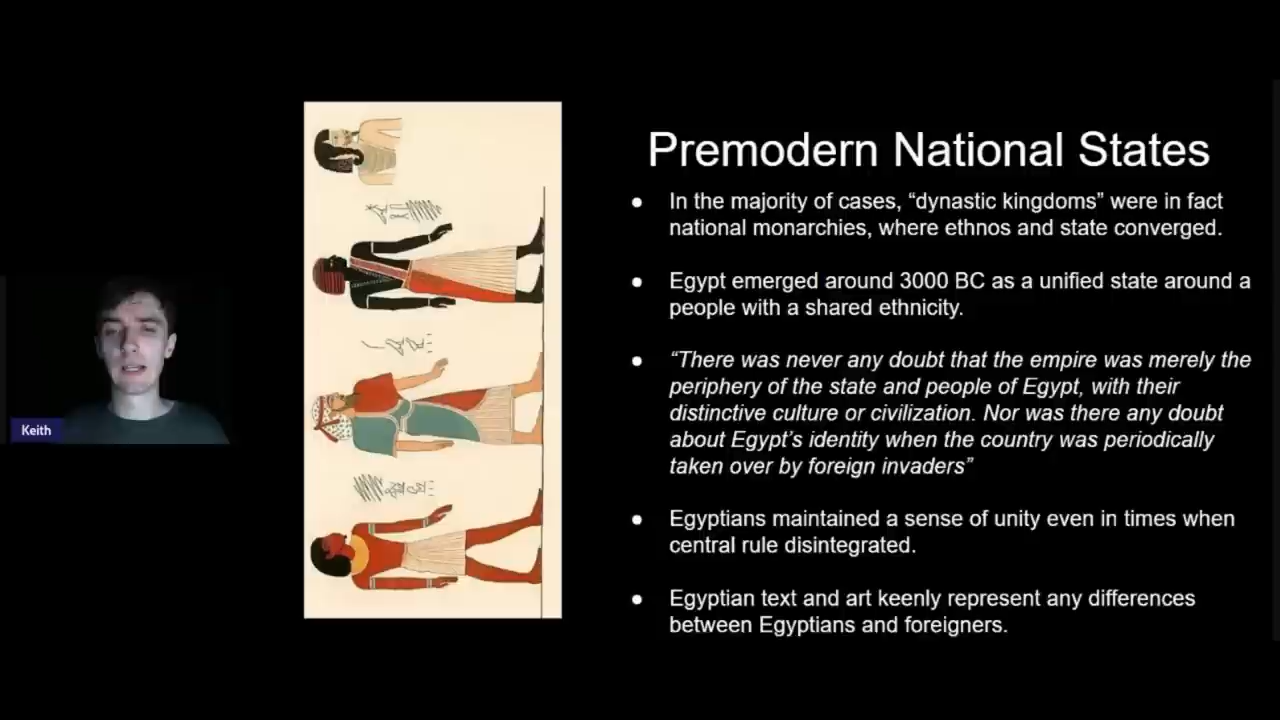 Premodern National States
● In the majority of cases, “dynastic kingdoms” were in fact
national monarchies, where ethnos and state converged.
● Egypt emerged around 3000 BC as a unified state around a
people with a shared ethnicity.
● “There was never any doubt that the empire was merely the
periphery of the state and people of Egypt, with their
distinctive culture or civilization. Nor was there any doubt
about Egypt’s identity when the country was periodically
taken over by foreign invaders”
● Egyptians maintained a sense of unity even in times when
central rule disintegrated.
● Egyptian text and art keenly represent any differences
between Egyptians and foreigners.
Keith